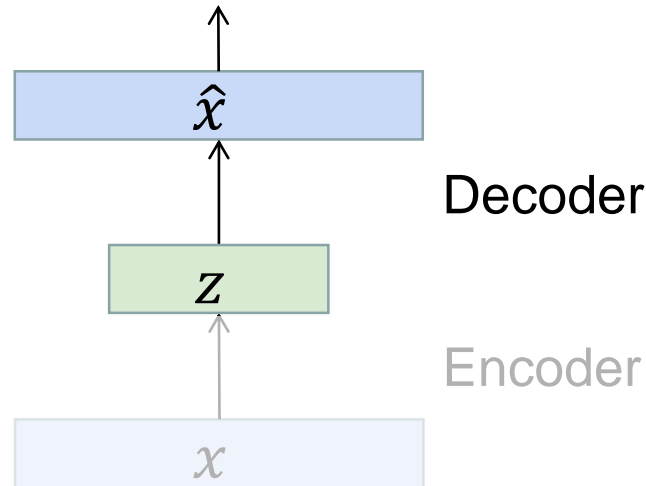 x̂
Decoder
z
Encoder
x